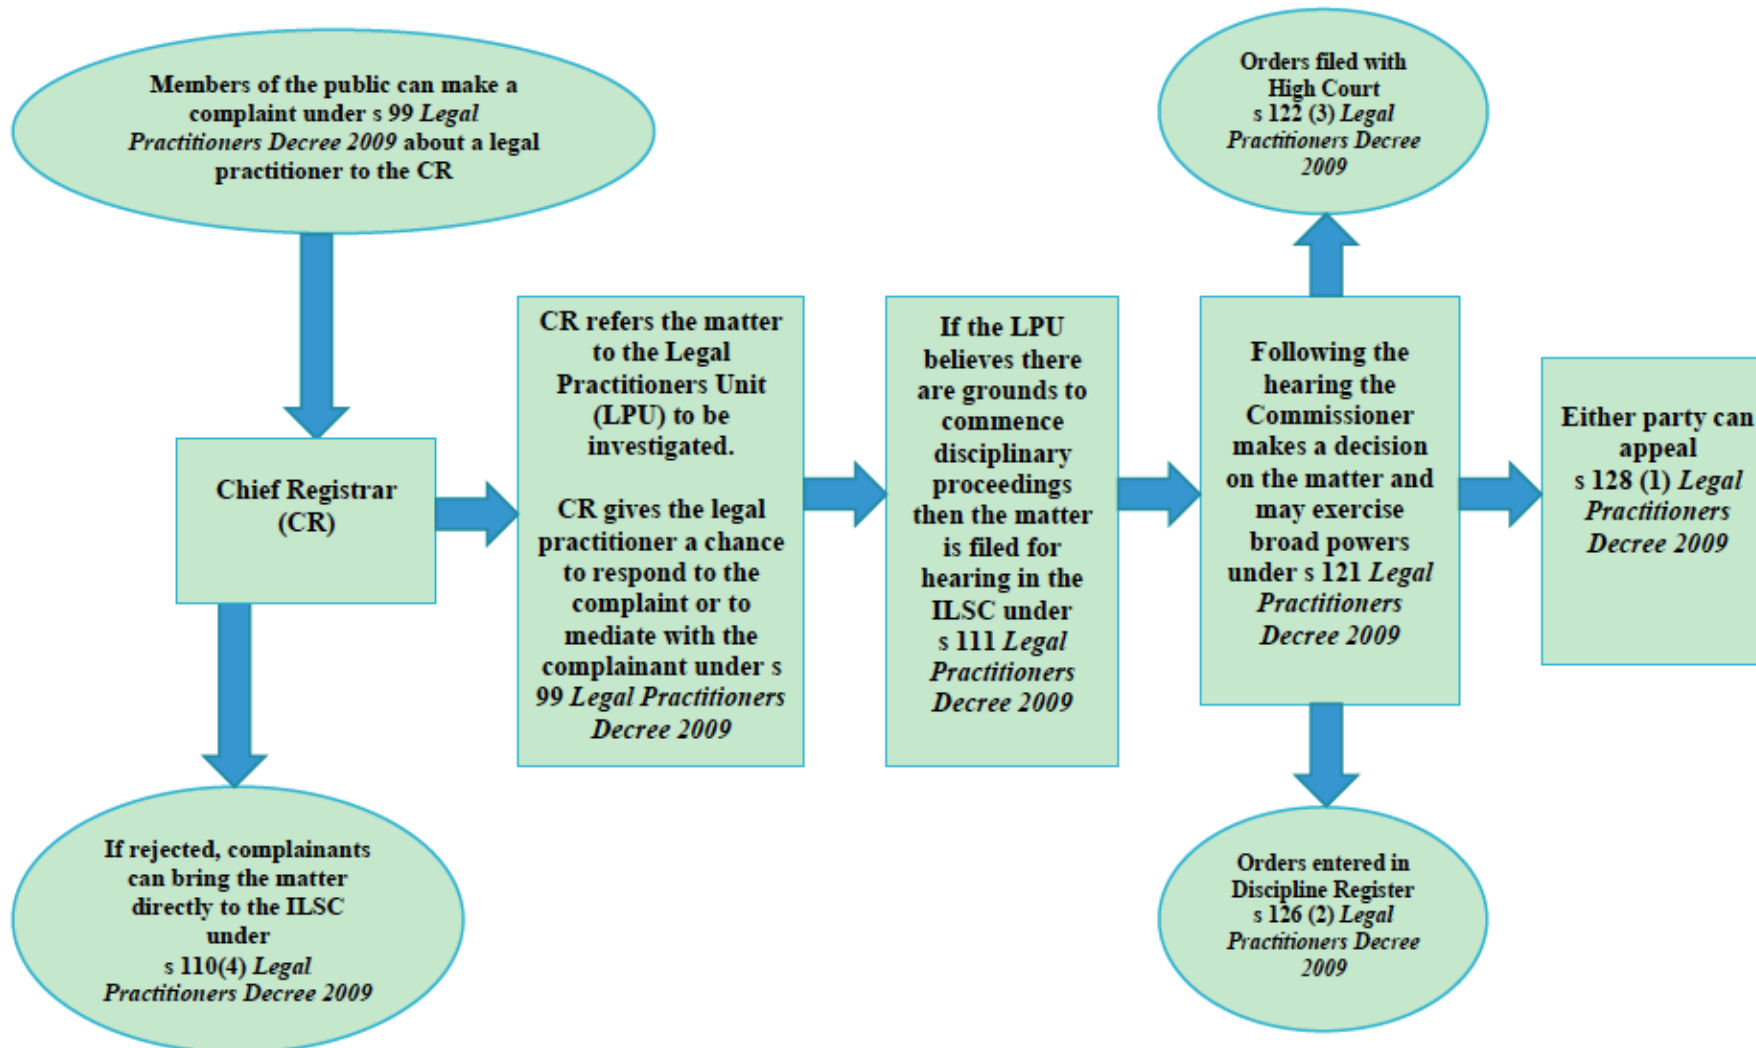 Members of the public can make a
complaint under s 99 Legal
Practitioners Decree 2009 about a legal
practitioner to the CR
Chief Registrar
(CR)
If rejected, complainants
can bring the matter
directly to the ILSC
under
s 110(4) Legal
Practitioners Decree 2009
CR refers the matter
to the Legal
Practitioners Unit
(LPU) to be
investigated.
CR gives the legal
practitioner a chance
to respond to the
complaint or to
mediate with the
complainant under s
99 Legal Practitioners
Decree 2009
If the LPU
believes there
are grounds to
commence
disciplinary
proceedings
then the matter
is filed for
hearing in the
ILSC under
s 111 Legal
Practitioners
Decree 2009
Orders filed with
High Court
s 122 (3) Legal
Practitioners Decree
2009
Following the
hearing the
Commissioner
makes a decision
on the matter and
may exercise
broad powers
under s 121 Legal
Practitioners
Decree 2009
Orders entered in
Discipline Register
s 126 (2) Legal
Practitioners Decree
2009
Either party can
appeal
s 128 (1) Legal
Practitioners
Decree 2009